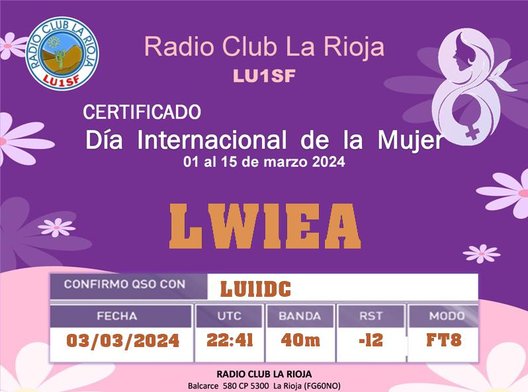 RADIO CLUB LA RIOJA
LU1SF
Radio Club La Rioja
LU1SF
CERTIFICADO
Día Internacional de la Mujer
01 al 15 de marzo 2024
LW1EA
CONFIRMO QSO CON LU11DC
FECHA UTC BANDA RST MODO
03/03/2024 22:41 40m -12 FT8
RADIO CLUB LA RIOJA
Balcarce 580 CP 5300 La Rioja (FG60NO)